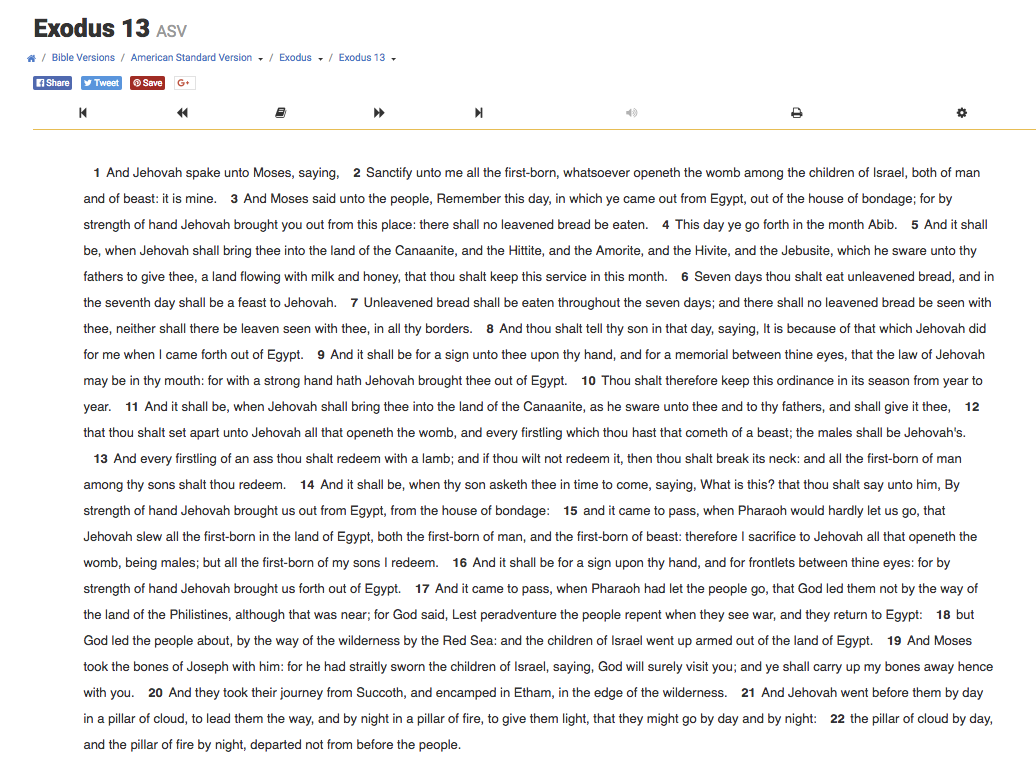 Exodus 13 ASV
/ Bible Versions / American Standard Version / Exodus / Exodus 13
Share Tweet Save G+
1 And Jehovah spake unto Moses, saying, 2 Sanctify unto me all the first-born, whatsoever openeth the womb among the children of Israel, both of man
and of beast: it is mine. 3 And Moses said unto the people, Remember this day, in which ye came out from Egypt, out of the house of bondage; for by
strength of hand Jehovah brought you out from this place: there shall no leavened bread be eaten. 4 This day ye go forth in the month Abib. 5 And it shall
be, when Jehovah shall bring thee into the land of the Canaanite, and the Hittite, and the Amorite, and the Hivite, and the Jebusite, which he sware unto thy
fathers to give thee, a land flowing with milk and honey, that thou shalt keep this service in this month. 6 Seven days thou shalt eat unleavened bread, and in
the seventh day shall be a feast to Jehovah. 7 Unleavened bread shall be eaten throughout the seven days; and there shall no leavened bread be seen with
thee, neither shall there be leaven seen with thee, in all thy borders. 8 And thou shalt tell thy son in that day, saying, It is because of that which Jehovah did
for me when I came forth out of Egypt. 9 And it shall be for a sign unto thee upon thy hand, and for a memorial between thine eyes, that the law of Jehovah
may be in thy mouth: for with a strong hand hath Jehovah brought thee out of Egypt. 10 Thou shalt therefore keep this ordinance in its season from year to
year. 11 And it shall be, when Jehovah shall bring thee into the land of the Canaanite, as he sware unto thee and to thy fathers, and shall give it thee, 12
that thou shalt set apart unto Jehovah all that openeth the womb, and every firstling which thou hast that cometh of a beast; the males shall be Jehovah's.
13 And every firstling of an ass thou shalt redeem with a lamb; and if thou wilt not redeem it, then thou shalt break its neck: and all the first-born of man
among thy sons shalt thou redeem. 14 And it shall be, when thy son asketh thee in time to come, saying, What is this? that thou shalt say unto him, By
strength of hand Jehovah brought us out from Egypt, from the house of bondage: 15 and it came to pass, when Pharaoh would hardly let us go, that
Jehovah slew all the first-born in the land of Egypt, both the first-born of man, and the first-born of beast: therefore I sacrifice to Jehovah all that openeth the
womb, being males; but all the first-born of my sons I redeem. 16 And it shall be for a sign upon thy hand, and for frontlets between thine eyes: for by
strength of hand Jehovah brought us forth out of Egypt. 17 And it came to pass, when Pharaoh had let the people go, that God led them not by the way of
the land of the Philistines, although that was near; for God said, Lest peradventure the people repent when they see war, and they return to Egypt: 18 but
God led the people about, by the way of the wilderness by the Red Sea: and the children of Israel went up armed out of the land of Egypt. 19 And Moses
took the bones of Joseph with him: for he had straitly sworn the children of Israel, saying, God will surely visit you; and ye shall carry up my bones away hence
with you. 20 And they took their journey from Succoth, and encamped in Etham, in the edge of the wilderness. 21 And Jehovah went before them by day
in a pillar of cloud, to lead them the way, and by night in a pillar of fire, to give them light, that they might go by day and by night: 22 the pillar of cloud by day,
and the pillar of fire by night, departed not from before the people.